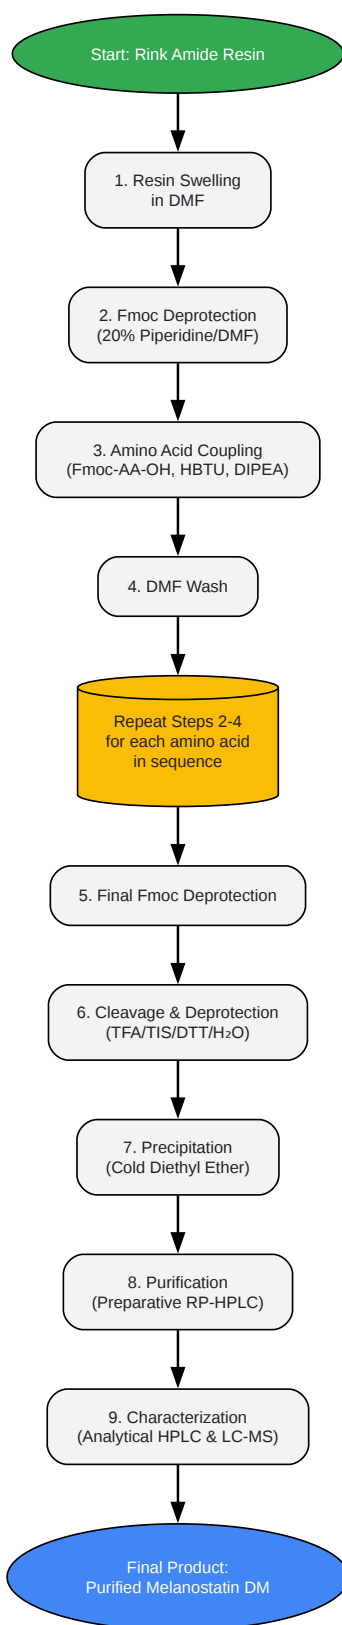 Start: Rink Amide Resin
1. Resin Swelling
in DMF
2. Fmoc Deprotection
(20% Piperidine/DMF)
3. Amino Acid Coupling
(Fmoc-AA-OH, HBTU, DIPEA)
4. DMF Wash
Repeat Steps 2-4
for each amino acid
in sequence
5. Final Fmoc Deprotection
6. Cleavage & Deprotection
(TFA/TIS/DTT/H₂O)
7. Precipitation
(Cold Diethyl Ether)
8. Purification
(Preparative RP-HPLC)
9. Characterization
(Analytical HPLC & LC-MS)
Final Product:
Purified Melanostatin DM